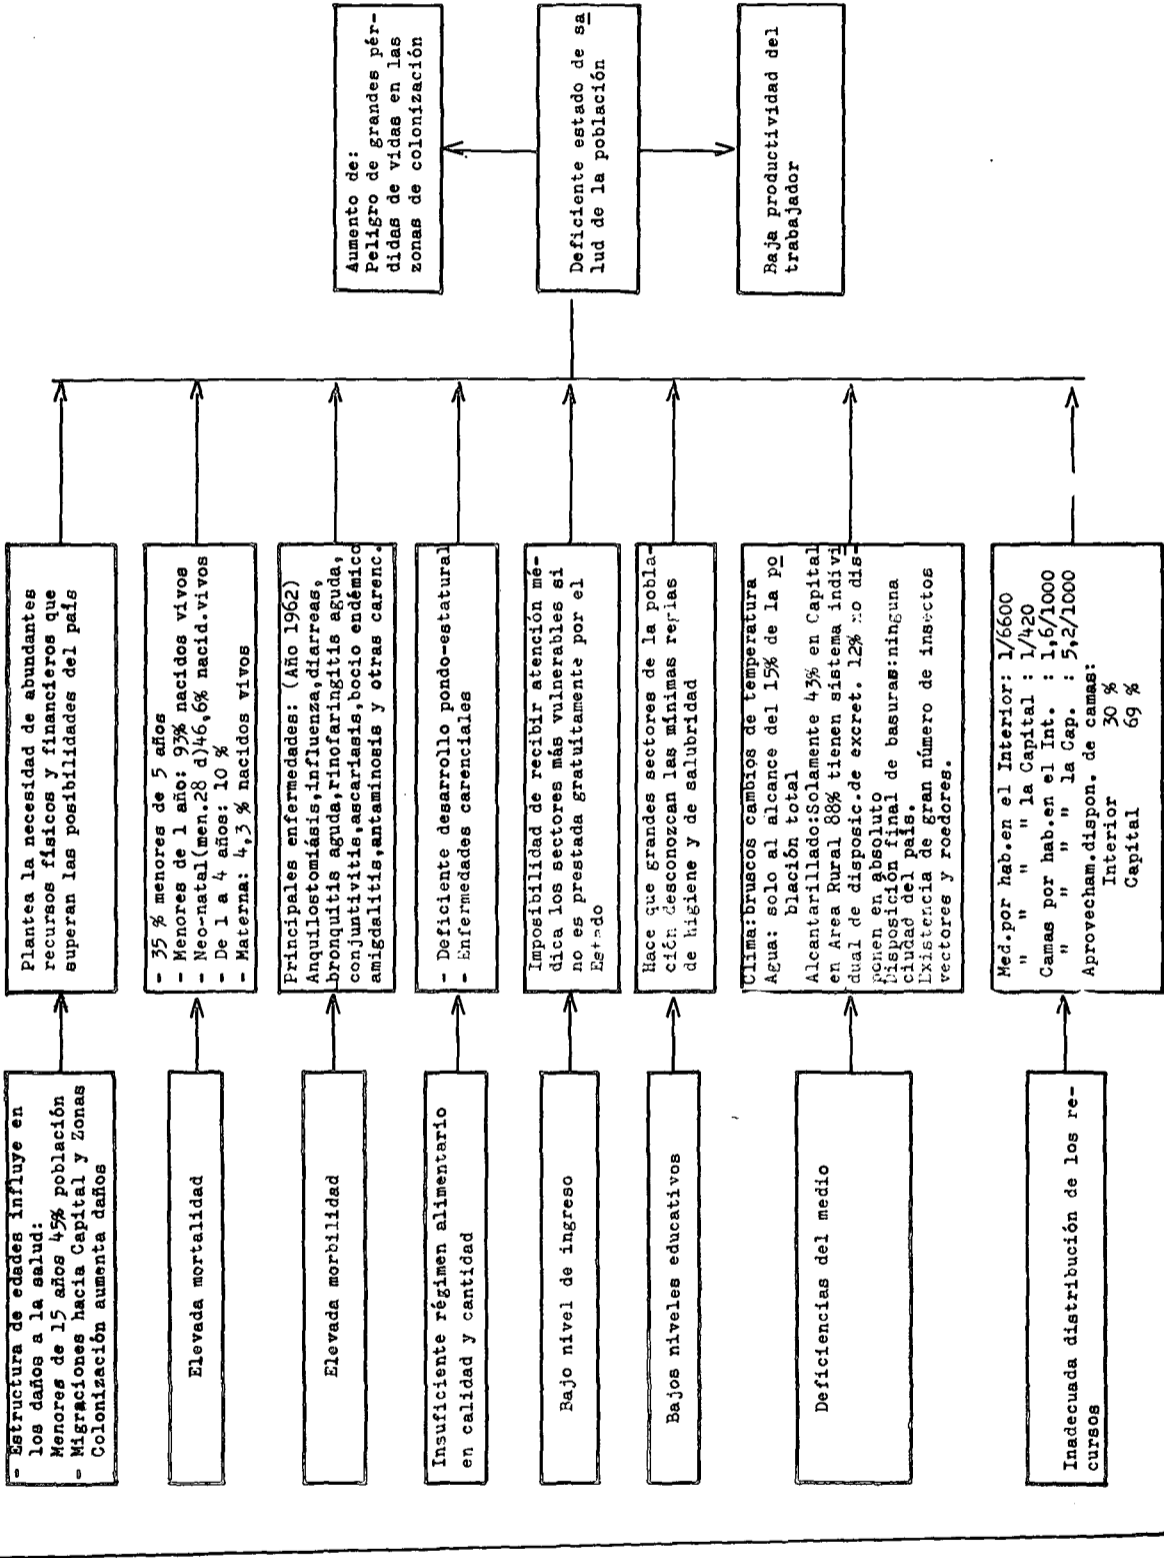 - Estructura de edades influye en
los daños a la salud:
Menores de 15 años 45% población
- Migraciones hacia Capital y Zonas
Colonización aumenta daños
Plantea la necesidad de abundantes
recursos físicos y financieros que
superan las posibilidades del país
Elevada mortalidad
- 35 % menores de 5 años
- Menores de 1 año: 93% nacidos vivos
- Neo-natal(men.28 d)46,6% nacid.vivos
- De 1 a 4 años: 10 %
- Materna: 4,3 % nacidos vivos
Elevada morbilidad
Principales enfermedades: (Año 1962)
Anquilostomiásis,influenza,diarreas,
bronquitis aguda,rinofaringitis aguda,
conjuntivitis,ascariasis,bocio endémico
amigdalitis,antaminosis y otras carenc.
Insuficiente régimen alimentario
en calidad y cantidad
- Deficiente desarrollo pondo-estatural
- Enfermedades carenciales
Bajo nivel de ingreso
Imposibilidad de recibir atención mé-
dica los sectores más vulnerables si
no es prestada gratuitamente por el
Estado
Bajos niveles educativos
Hace que grandes sectores de la pobla-
ción desconozcan las mínimas reglas
de higiene y de salubridad
Deficiencias del medio
Clima:bruscos cambios de temperatura
Agua: solo al alcance del 15% de la po
blación total
Alcantarillado:Solamente 43% en Capital
en Area Rural 88% tienen sistema indivi
dual de disposic.de excret. 12% no dis-
ponen en absoluto
Disposición final de basuras:ninguna
ciudad del país.
Existencia de gran número de insectos
vectores y roedores.
Inadecuada distribución de los re-
cursos
Med.por hab.en el Interior: 1/6600
" " " " la Capital : 1/420
Camas por hab.en el Int. : 1,6/1000
" " " " la Cap. : 5,2/1000
Aprovecham.dispon. de camas:
Interior 30 %
Capital 69 %
Aumento de:
Peligro de grandes pér-
didas de vidas en las
zonas de colonización
Deficiente estado de sa
lud de la población
Baja productividad del
trabajador